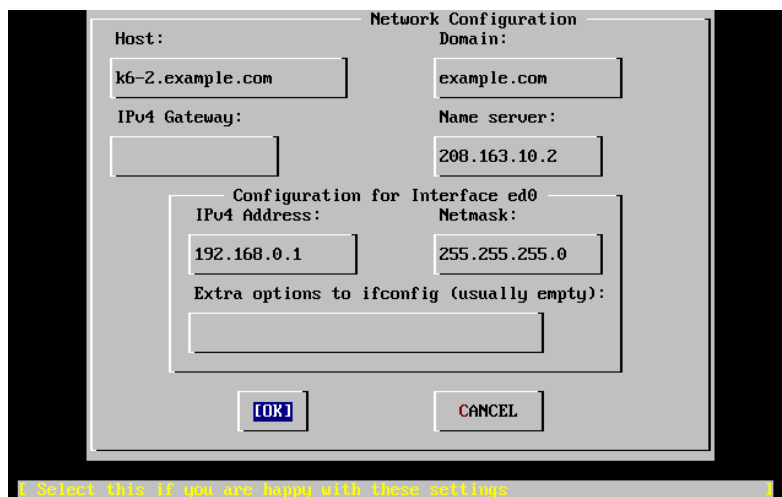 Network Configuration
Host: Domain:
k6-2.example.com example.com
IPv4 Gateway: Name server:
208.163.10.2
Configuration for Interface ed0
IPv4 Address: Netmask:
192.168.0.1 255.255.255.0
Extra options to ifconfig (usually empty):
[OK] CANCEL
[ Select this if you are happy with these settings ]